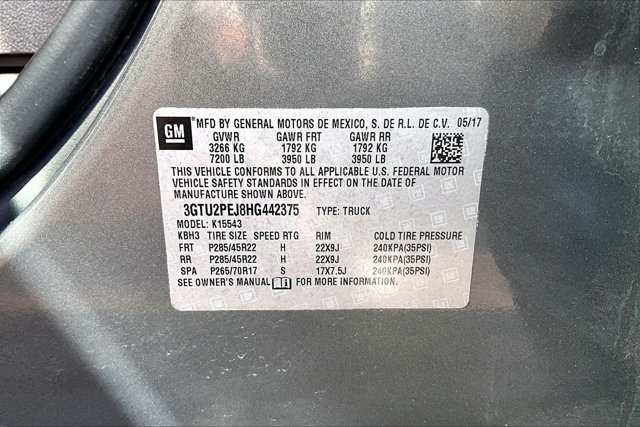 GM
MFD BY GENERAL MOTORS DE MEXICO, S. DE R.L. DE C.V. 05/17
GVWR GAWR FRT GAWR RR
3266 KG 1792 KG 1792 KG
7200 LB 3950 LB 3950 LB
THIS VEHICLE CONFORMS TO ALL APPLICABLE U.S. FEDERAL MOTOR
VEHICLE SAFETY STANDARDS IN EFFECT ON THE DATE OF
MANUFACTURE SHOWN ABOVE.
3GTU2PEJ8HG442375 TYPE: TRUCK
MODEL: K15543
KBH3 TIRE SIZE SPEED RTG RIM COLD TIRE PRESSURE
FRT P285/45R22 H 22X9J 240KPA(35PSI)
RR P285/45R22 H 22X9J 240KPA(35PSI)
SPA P265/70R17 S 17X7.5J 240KPA(35PSI)
SEE OWNER'S MANUAL FOR MORE INFORMATION.